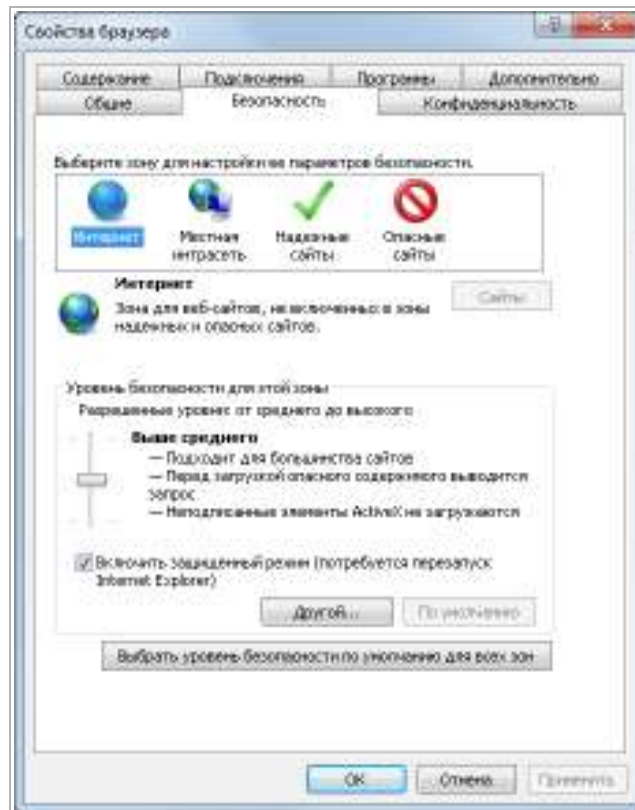 Свойства браузера
Содержание Подключения Программы Дополнительно
Общие Безопасность Конфиденциальность
Выберите зону для настройки ее параметров безопасности.
Интернет Местная интрасеть Надежные сайты Опасные сайты
Интернет
Сайты
Зона для веб-сайтов, не включенных в зоны
надежных и опасных сайтов.
Уровень безопасности для этой зоны
Разрешенные уровни: от среднего до высокого
Выше среднего
— Подходит для большинства сайтов
— Перед загрузкой опасного содержимого выводится
запрос
— Неподписанные элементы ActiveX не загружаются
Включить защищенный режим (потребуется перезапуск
Internet Explorer)
Другой... По умолчанию
Выбрать уровень безопасности по умолчанию для всех зон
ОК Отмена Применить